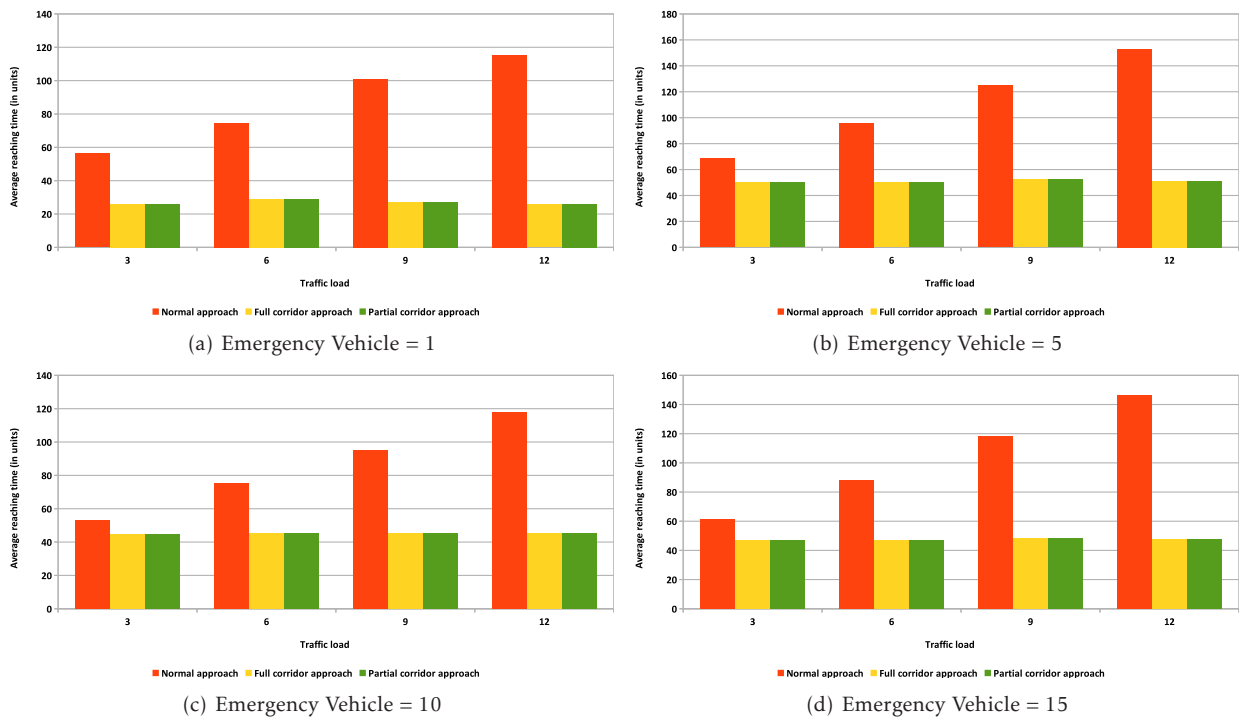 140
120
100
80
60
40
20
0
Average reaching time (in units)
3 6 9 12
Traffic load
Normal approach Full corridor approach Partial corridor approach
(a) Emergency Vehicle = 1
180
160
140
120
100
80
60
40
20
0
Average reaching time (in units)
3 6 9 12
Traffic load
Normal approach Full corridor approach Partial corridor approach
(b) Emergency Vehicle = 5
140
120
100
80
60
40
20
0
Average reaching time (in units)
3 6 9 12
Traffic load
Normal approach Full corridor approach Partial corridor approach
(c) Emergency Vehicle = 10
160
140
120
100
80
60
40
20
0
Average reaching time (in units)
3 6 9 12
Traffic load
Normal approach Full corridor approach Partial corridor approach
(d) Emergency Vehicle = 15